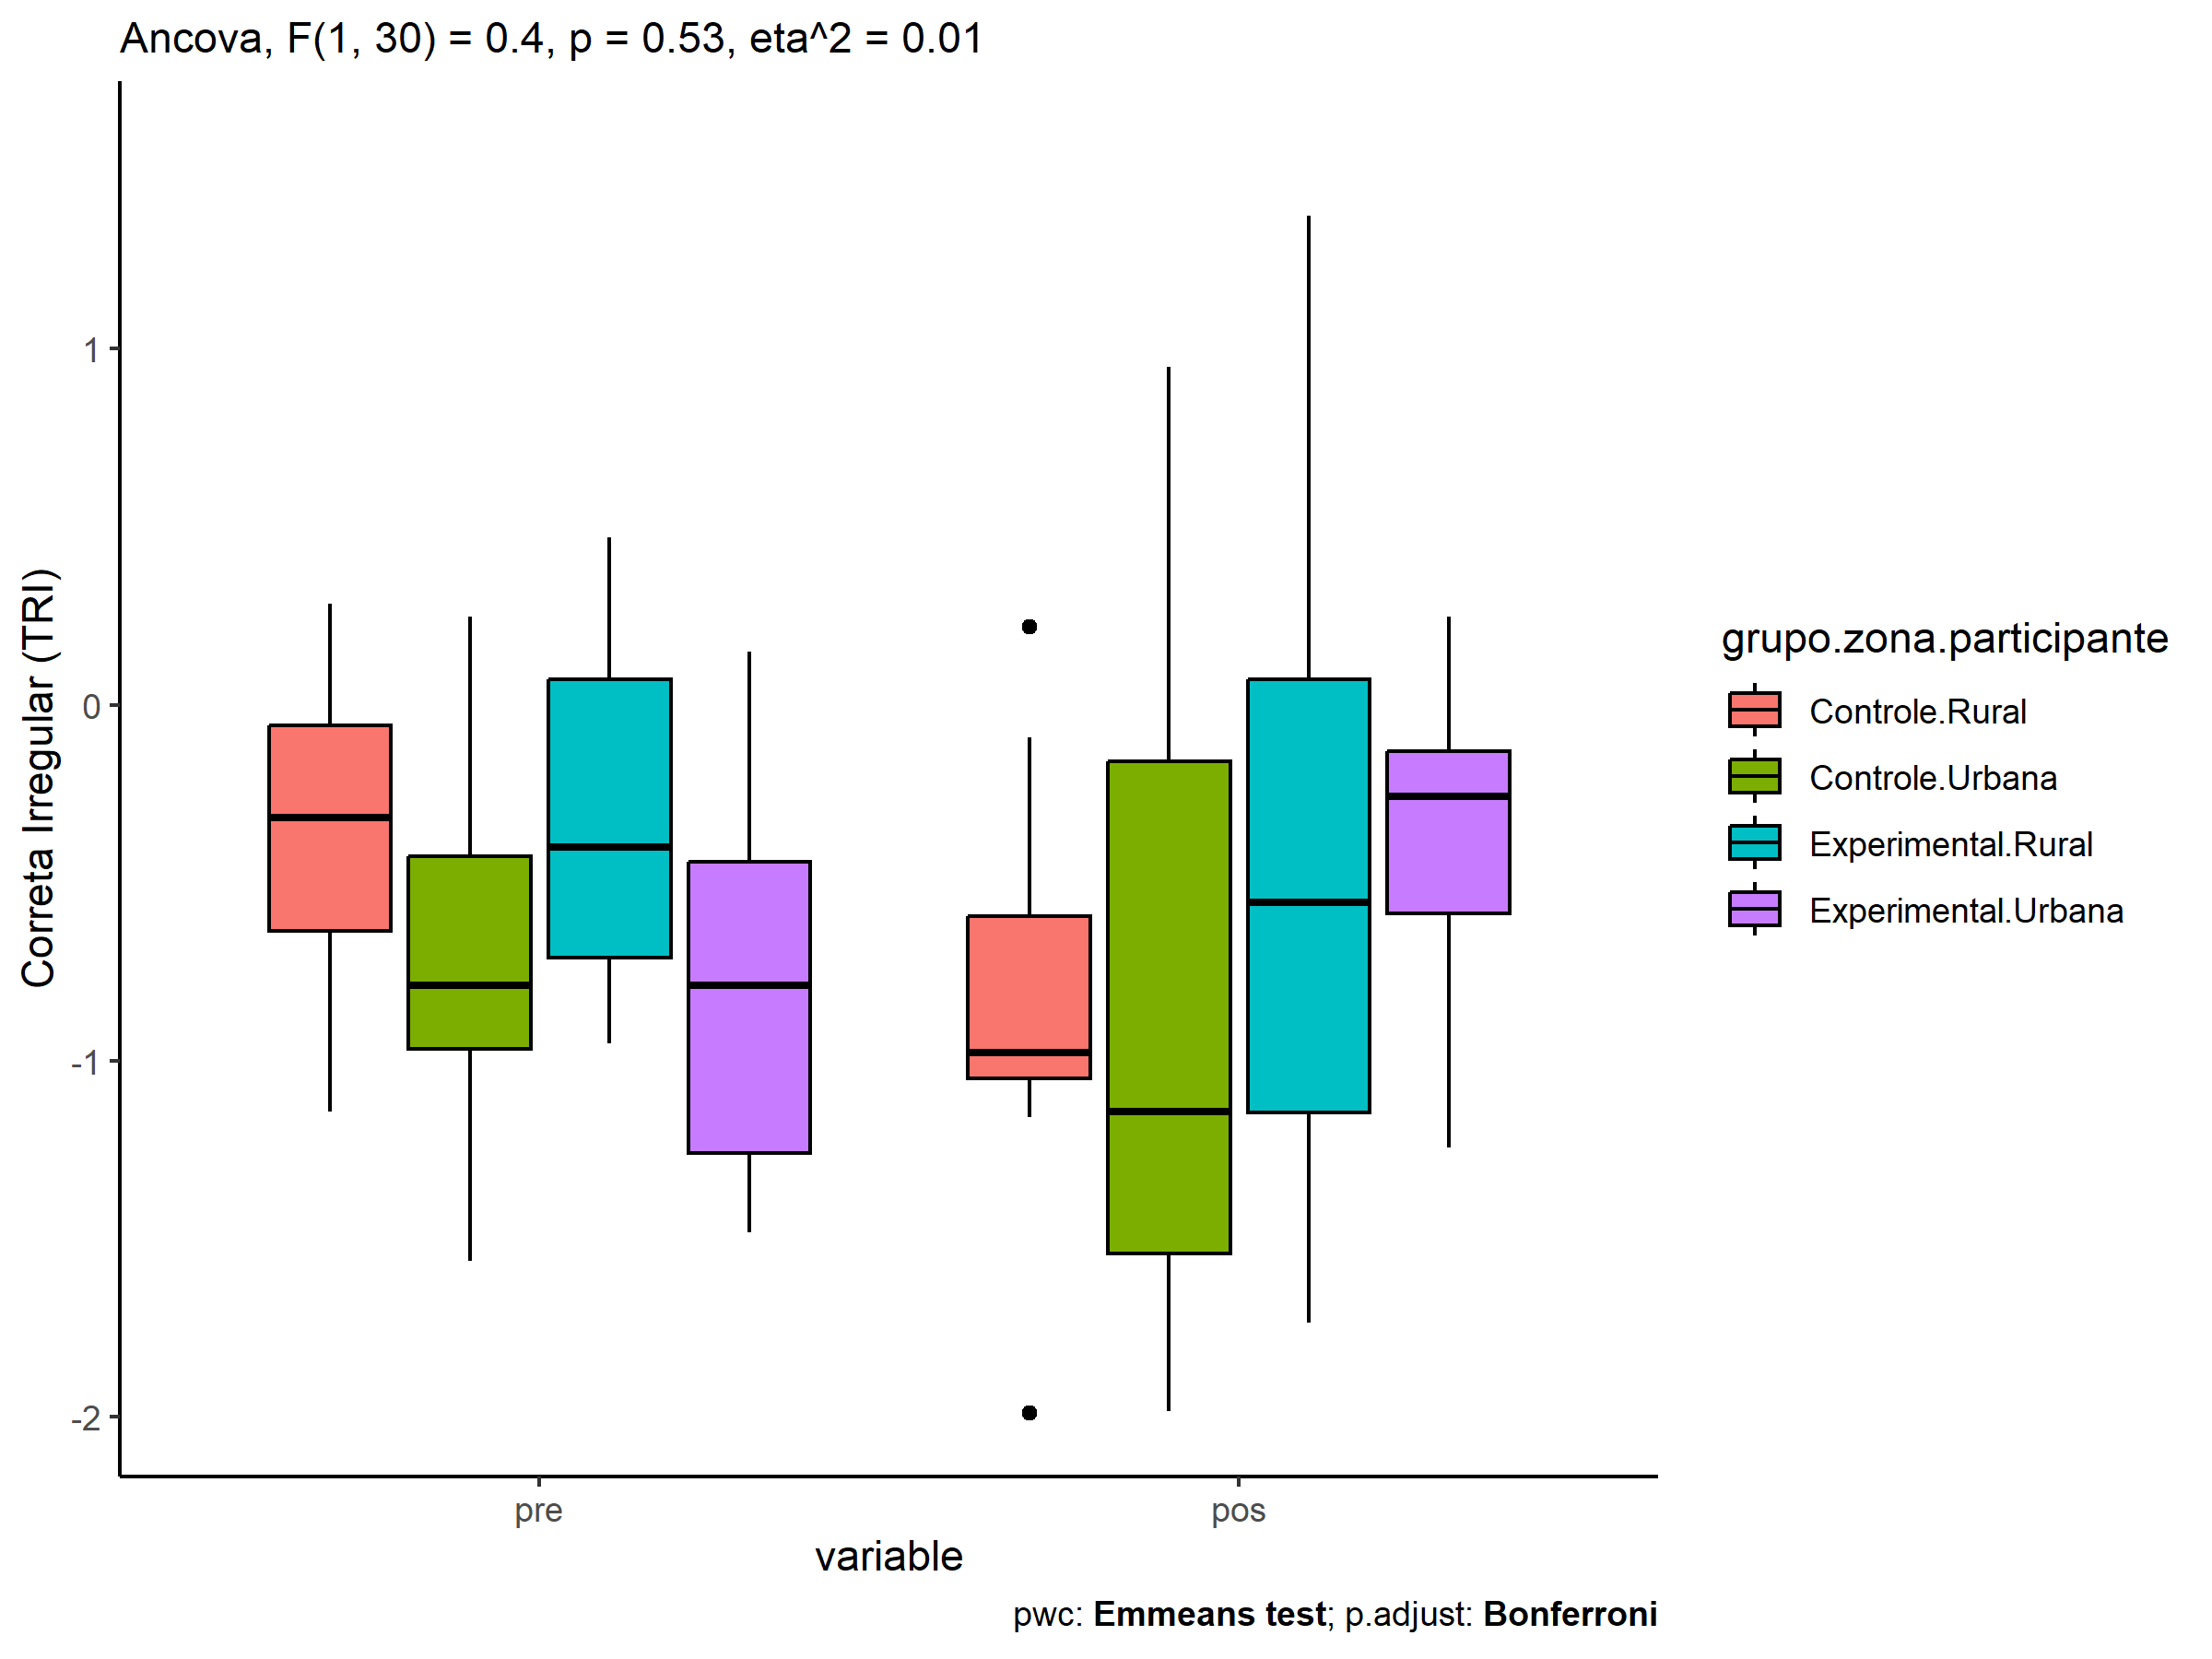 Ancova, F(1, 30) = 0.4, p = 0.53, eta^2 = 0.01
Correta Irregular (TRI)
1
0
-1
-2
pre
pos
variable
grupo.zona.participante
Controle.Rural
Controle.Urbana
Experimental.Rural
Experimental.Urbana
pwc: Emmeans test; p.adjust: Bonferroni